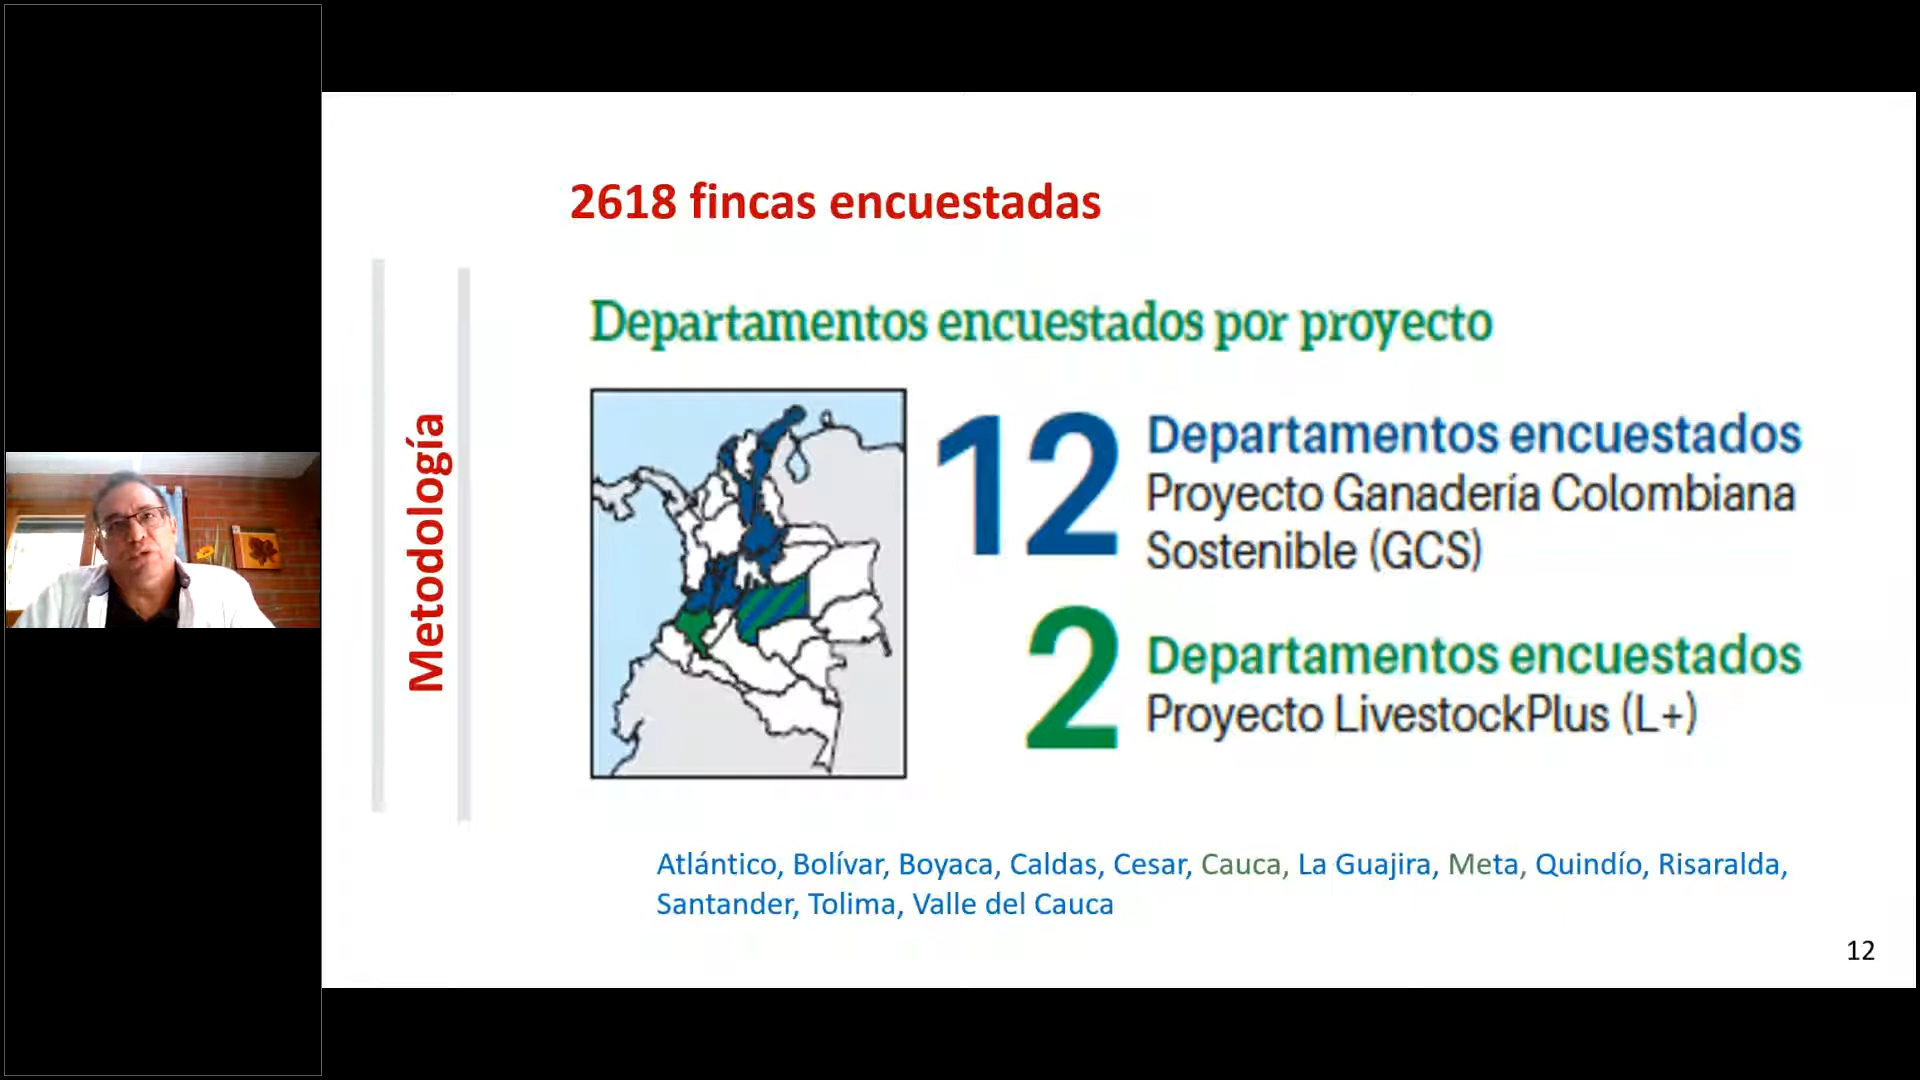 2618 fincas encuestadas
Metodología
Departamentos encuestados por proyecto
12
Departamentos encuestados
Proyecto Ganadería Colombiana
Sostenible (GCS)
2
Departamentos encuestados
Proyecto LivestockPlus (L+)
Atlántico, Bolívar, Boyaca, Caldas, Cesar, Cauca, La Guajira, Meta, Quindío, Risaralda,
Santander, Tolima, Valle del Cauca
12